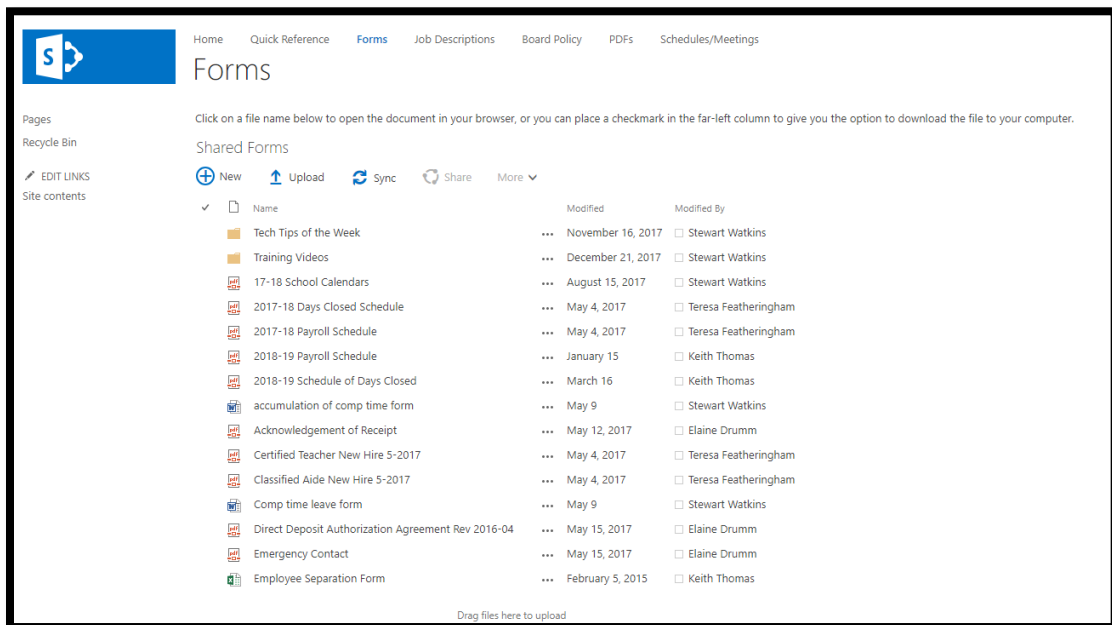 Home Quick Reference Forms Job Descriptions Board Policy PDFs Schedules/Meetings
S
Forms
Pages
Recycle Bin
EDIT LINKS
Site contents
Click on a file name below to open the document in your browser, or you can place a checkmark in the far-left column to give you the option to download the file to your computer.
Shared Forms
New Upload Sync Share More
Name Modified Modified By
Tech Tips of the Week ... November 16, 2017 Stewart Watkins
Training Videos ... December 21, 2017 Stewart Watkins
17-18 School Calendars ... August 15, 2017 Stewart Watkins
2017-18 Days Closed Schedule ... May 4, 2017 Teresa Featheringham
2017-18 Payroll Schedule ... May 4, 2017 Teresa Featheringham
2018-19 Payroll Schedule ... January 15 Keith Thomas
2018-19 Schedule of Days Closed ... March 16 Keith Thomas
accumulation of comp time form ... May 9 Stewart Watkins
Acknowledgement of Receipt ... May 12, 2017 Elaine Drumm
Certified Teacher New Hire 5-2017 ... May 4, 2017 Teresa Featheringham
Classified Aide New Hire 5-2017 ... May 4, 2017 Teresa Featheringham
Comp time leave form ... May 9 Stewart Watkins
Direct Deposit Authorization Agreement Rev 2016-04 ... May 15, 2017 Elaine Drumm
Emergency Contact ... May 15, 2017 Elaine Drumm
Employee Separation Form ... February 5, 2015 Keith Thomas
Drag files here to upload